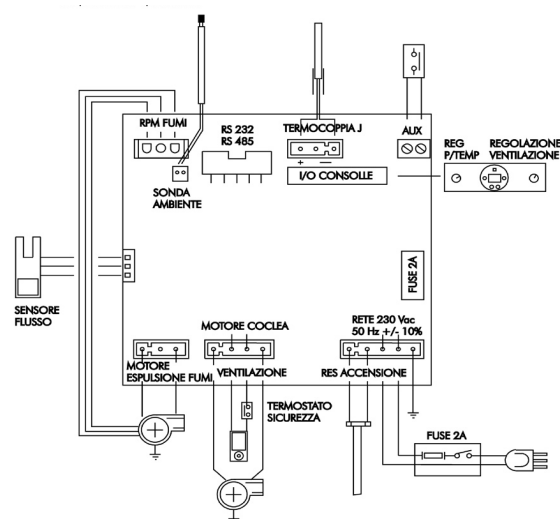 RPM FUMI
RS 232
RS 485
TERMOCOPPIA J
AUX
+ —
I/O CONSOLLE
REG
P/TEMP
REGOLAZIONE
VENTILAZIONE
SONDA
AMBIENTE
SENSORE
FLUSSO
FUSE 2A
MOTORE COCLEA
RETE 230 Vac
50 Hz +/- 10%
MOTORE
ESPULSIONE FUMI
VENTILAZIONE
RES ACCENSIONE
TERMOSTATO
SICUREZZA
FUSE 2A